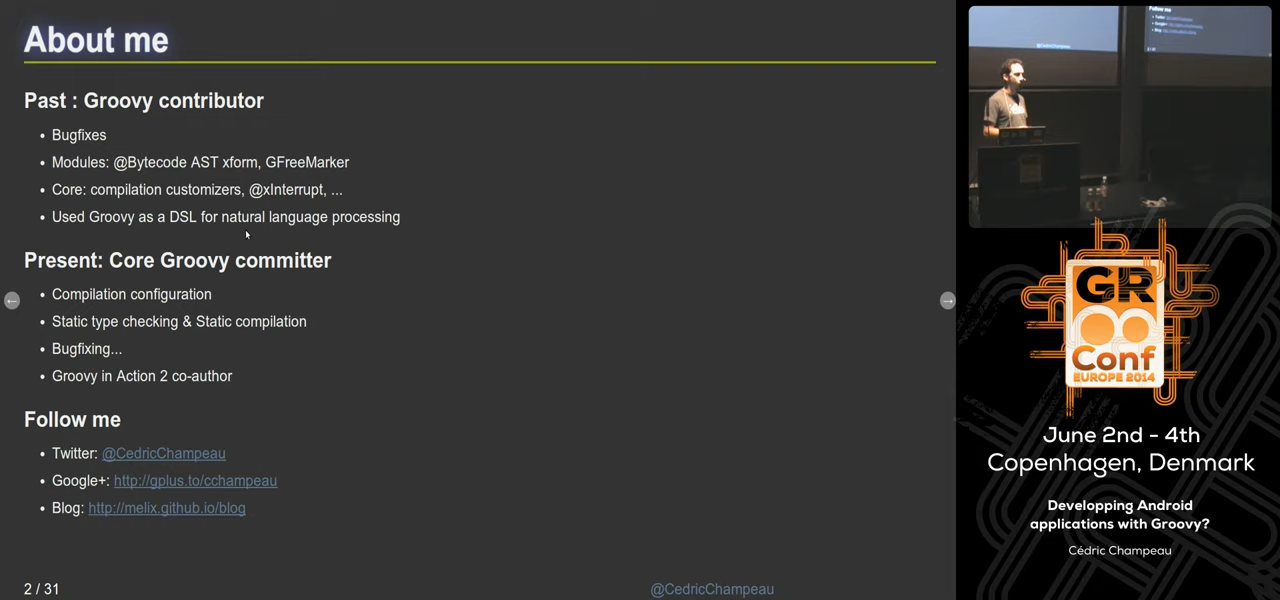 About me
Past : Groovy contributor
Bugfixes
Modules: @Bytecode AST xform, GFreeMarker
Core: compilation customizers, @xInterrupt, ...
Used Groovy as a DSL for natural language processing
Present: Core Groovy committer
Compilation configuration
Static type checking & Static compilation
Bugfixing...
Groovy in Action 2 co-author
Follow me
Twitter: @CedricChampeau
Google+: http://gplus.to/cchampeau
Blog: http://melix.github.io/blog
2 / 31
@CedricChampeau
Follow me
GR
Conf
EUROPE 2014
June 2nd - 4th
Copenhagen, Denmark
Developping Android
applications with Groovy?
Cédric Champeau